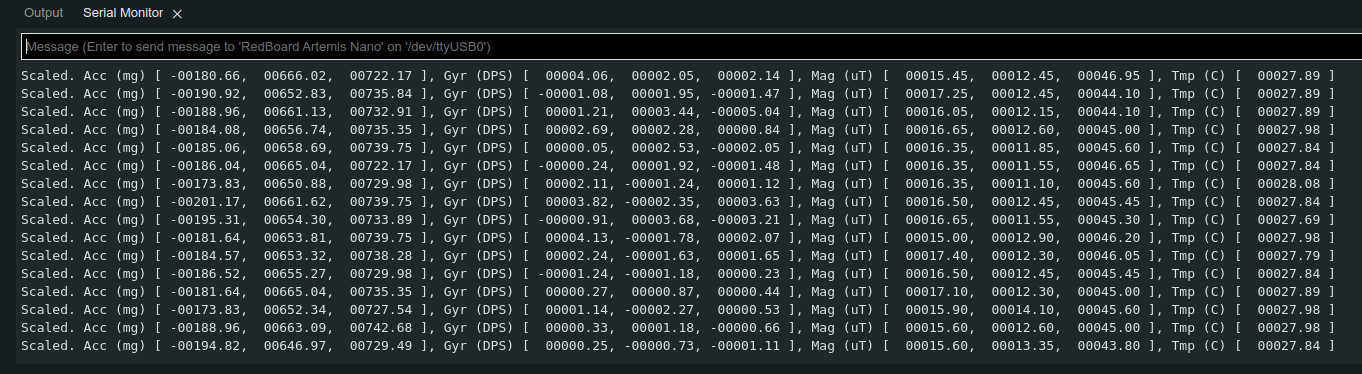 Output Serial Monitor ×
Message (Enter to send message to 'RedBoard Artemis Nano' on '/dev/ttyUSB0')
Scaled. Acc (mg) [ -00180.66,  00666.02,  00722.17 ], Gyr (DPS) [  00004.06,  00002.05,  00002.14 ], Mag (uT) [  00015.45,  00012.45,  00046.95 ], Tmp (C) [  00027.89 ]
Scaled. Acc (mg) [ -00190.92,  00652.83,  00735.84 ], Gyr (DPS) [ -00001.08,  00001.95, -00001.47 ], Mag (uT) [  00017.25,  00012.45,  00044.10 ], Tmp (C) [  00027.89 ]
Scaled. Acc (mg) [ -00188.96,  00661.13,  00732.91 ], Gyr (DPS) [  00001.21,  00003.44, -00005.04 ], Mag (uT) [  00016.05,  00012.15,  00044.10 ], Tmp (C) [  00027.89 ]
Scaled. Acc (mg) [ -00184.08,  00656.74,  00735.35 ], Gyr (DPS) [  00002.69,  00002.28,  00000.84 ], Mag (uT) [  00016.65,  00012.60,  00045.00 ], Tmp (C) [  00027.98 ]
Scaled. Acc (mg) [ -00185.06,  00658.69,  00739.75 ], Gyr (DPS) [  00000.05,  00002.53, -00002.05 ], Mag (uT) [  00016.35,  00011.85,  00045.60 ], Tmp (C) [  00027.84 ]
Scaled. Acc (mg) [ -00186.04,  00665.04,  00722.17 ], Gyr (DPS) [ -00000.24,  00001.92, -00001.48 ], Mag (uT) [  00016.35,  00011.55,  00046.65 ], Tmp (C) [  00027.84 ]
Scaled. Acc (mg) [ -00173.83,  00650.88,  00729.98 ], Gyr (DPS) [  00002.11, -00001.24,  00001.12 ], Mag (uT) [  00016.35,  00011.10,  00045.60 ], Tmp (C) [  00028.08 ]
Scaled. Acc (mg) [ -00201.17,  00661.62,  00739.75 ], Gyr (DPS) [  00003.82, -00002.35,  00003.63 ], Mag (uT) [  00016.50,  00012.45,  00045.45 ], Tmp (C) [  00027.84 ]
Scaled. Acc (mg) [ -00195.31,  00654.30,  00733.89 ], Gyr (DPS) [ -00000.91,  00003.68, -00003.21 ], Mag (uT) [  00016.65,  00011.55,  00045.30 ], Tmp (C) [  00027.69 ]
Scaled. Acc (mg) [ -00181.64,  00653.81,  00739.75 ], Gyr (DPS) [  00004.13, -00001.78,  00002.07 ], Mag (uT) [  00015.00,  00012.90,  00046.20 ], Tmp (C) [  00027.98 ]
Scaled. Acc (mg) [ -00184.57,  00653.32,  00738.28 ], Gyr (DPS) [  00002.24, -00001.63,  00001.65 ], Mag (uT) [  00017.40,  00012.30,  00046.05 ], Tmp (C) [  00027.79 ]
Scaled. Acc (mg) [ -00186.52,  00655.27,  00729.98 ], Gyr (DPS) [ -00001.24, -00001.18,  00000.23 ], Mag (uT) [  00016.50,  00012.45,  00045.45 ], Tmp (C) [  00027.84 ]
Scaled. Acc (mg) [ -00181.64,  00665.04,  00735.35 ], Gyr (DPS) [  00000.27,  00000.87,  00000.44 ], Mag (uT) [  00017.10,  00012.30,  00045.00 ], Tmp (C) [  00027.89 ]
Scaled. Acc (mg) [ -00173.83,  00652.34,  00727.54 ], Gyr (DPS) [  00001.14, -00002.27,  00000.53 ], Mag (uT) [  00015.90,  00014.10,  00045.60 ], Tmp (C) [  00027.98 ]
Scaled. Acc (mg) [ -00188.96,  00663.09,  00742.68 ], Gyr (DPS) [  00000.33,  00001.18, -00000.66 ], Mag (uT) [  00015.60,  00012.60,  00045.00 ], Tmp (C) [  00027.98 ]
Scaled. Acc (mg) [ -00194.82,  00646.97,  00729.49 ], Gyr (DPS) [  00000.25, -00000.73, -00001.11 ], Mag (uT) [  00015.60,  00013.35,  00043.80 ], Tmp (C) [  00027.84 ]